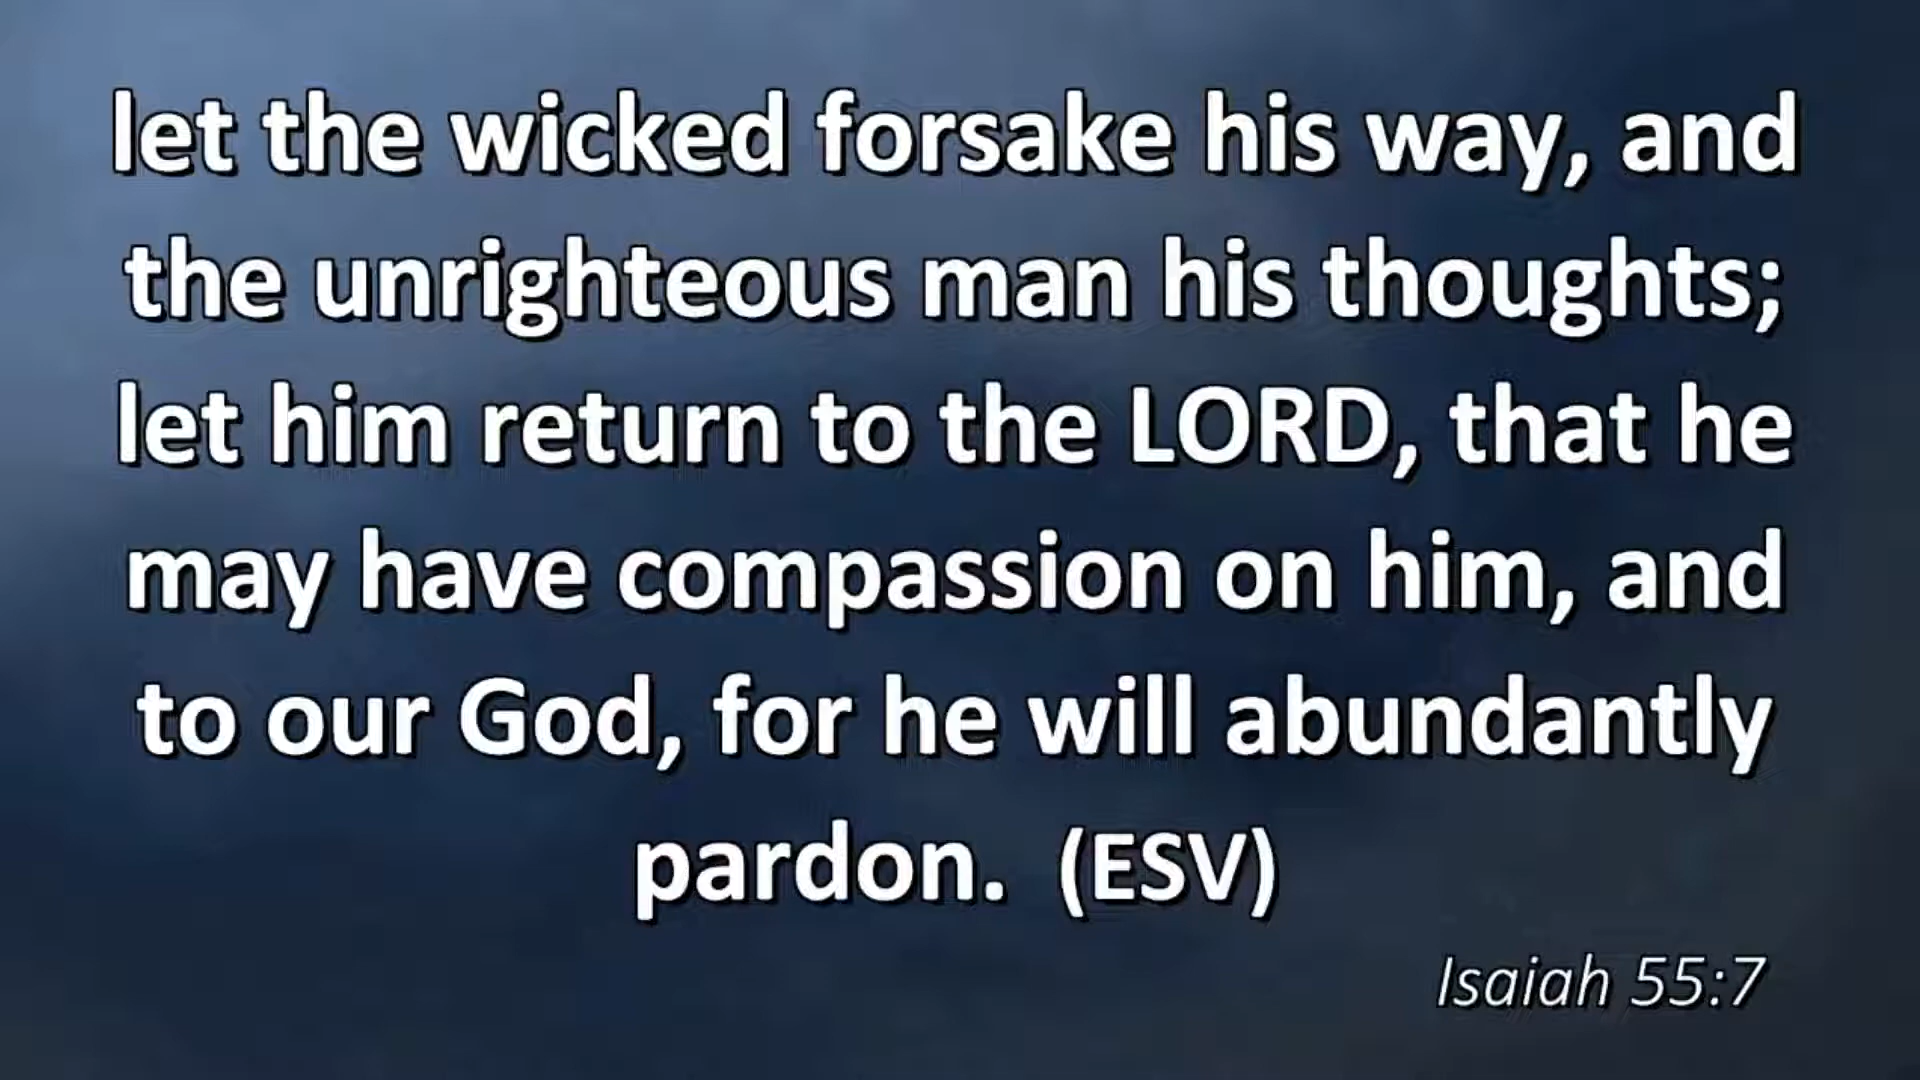 let the wicked forsake his way, and
the unrighteous man his thoughts;
let him return to the LORD, that he
may have compassion on him, and
to our God, for he will abundantly
pardon.  (ESV)
Isaiah 55:7